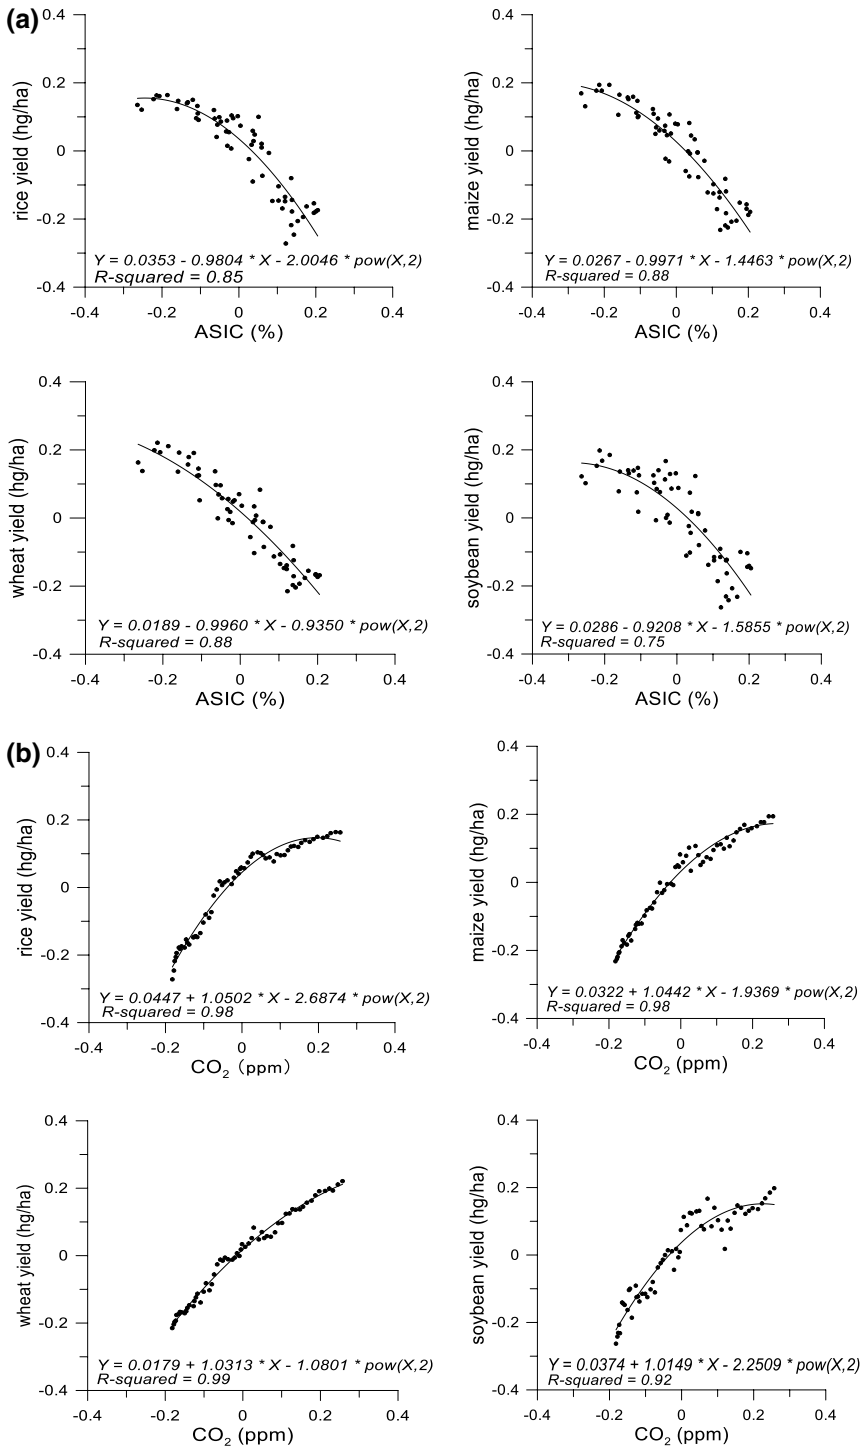 (a)
0.4
0.2
0
-0.2
-0.4
rice yield (hg/ha)
Y = 0.0353 - 0.9804 * X - 2.0046 * pow(X,2)
R-squared = 0.85
-0.4 -0.2 0 0.2 0.4
ASIC (%)
0.4
0.2
0
-0.2
-0.4
maize yield (hg/ha)
Y = 0.0267 - 0.9971 * X - 1.4463 * pow(X,2)
R-squared = 0.88
-0.4 -0.2 0 0.2 0.4
ASIC (%)
0.4
0.2
0
-0.2
-0.4
wheat yield (hg/ha)
Y = 0.0189 - 0.9960 * X - 0.9350 * pow(X,2)
R-squared = 0.88
-0.4 -0.2 0 0.2 0.4
ASIC (%)
0.4
0.2
0
-0.2
-0.4
soybean yield (hg/ha)
Y = 0.0286 - 0.9208 * X - 1.5855 * pow(X,2)
R-squared = 0.75
-0.4 -0.2 0 0.2 0.4
ASIC (%)
(b)
0.4
0.2
0
-0.2
-0.4
rice yield (hg/ha)
Y = 0.0447 + 1.0502 * X - 2.6874 * pow(X,2)
R-squared = 0.98
-0.4 -0.2 0 0.2 0.4
CO₂ (ppm)
0.4
0.2
0
-0.2
-0.4
maize yield (hg/ha)
Y = 0.0322 + 1.0442 * X - 1.9369 * pow(X,2)
R-squared = 0.98
-0.4 -0.2 0 0.2 0.4
CO₂ (ppm)
0.4
0.2
0
-0.2
-0.4
wheat yield (hg/ha)
Y = 0.0179 + 1.0313 * X - 1.0801 * pow(X,2)
R-squared = 0.99
-0.4 -0.2 0 0.2 0.4
CO₂ (ppm)
0.4
0.2
0
-0.2
-0.4
soybean yield (hg/ha)
Y = 0.0374 + 1.0149 * X - 2.2509 * pow(X,2)
R-squared = 0.92
-0.4 -0.2 0 0.2 0.4
CO₂ (ppm)